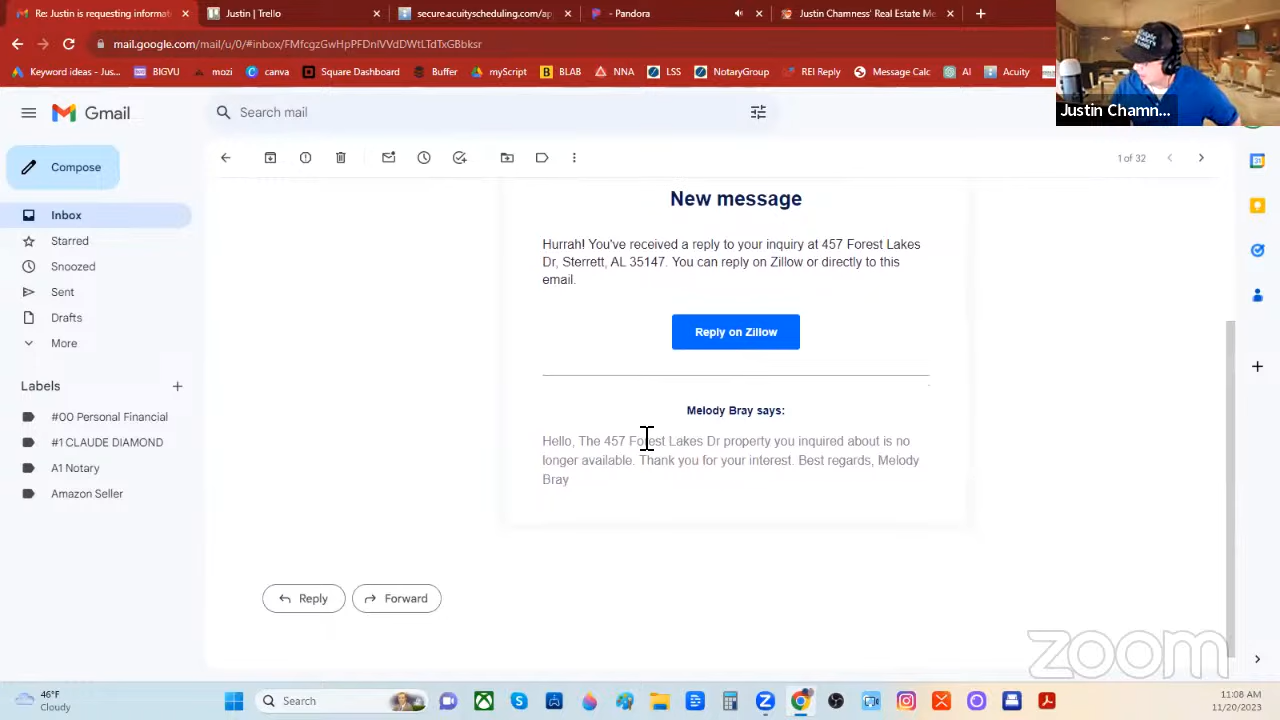 Re: Justin is requesting informati
Justin | Trello
secure.acuityscheduling.com/ap
- Pandora
Justin Chamness' Real Estate Me
mail.google.com/mail/u/0/#inbox/FMfcgzGwHpPFDnlVVdDWtLTdTxGBbksr
Keyword ideas - Jus...
BIGVU
mozi
canva
Square Dashboard
Buffer
myScript
BLAB
NNA
LSS
NotaryGroup
REI Reply
Message Calc
AI
Acuity
Justin Chamn...
Gmail
Search mail
Compose
1 of 32
Inbox
Starred
Snoozed
Sent
Drafts
More
Labels
#00 Personal Financial
#1 CLAUDE DIAMOND
A1 Notary
Amazon Seller
New message
Hurrah! You've received a reply to your inquiry at 457 Forest Lakes
Dr, Sterrett, AL 35147. You can reply on Zillow or directly to this
email.
Reply on Zillow
Melody Bray says:
Hello, The 457 Forest Lakes Dr property you inquired about is no
longer available. Thank you for your interest. Best regards, Melody
Bray
Reply
Forward
zoom
46°F
Cloudy
Search
11:08 AM
11/20/2023